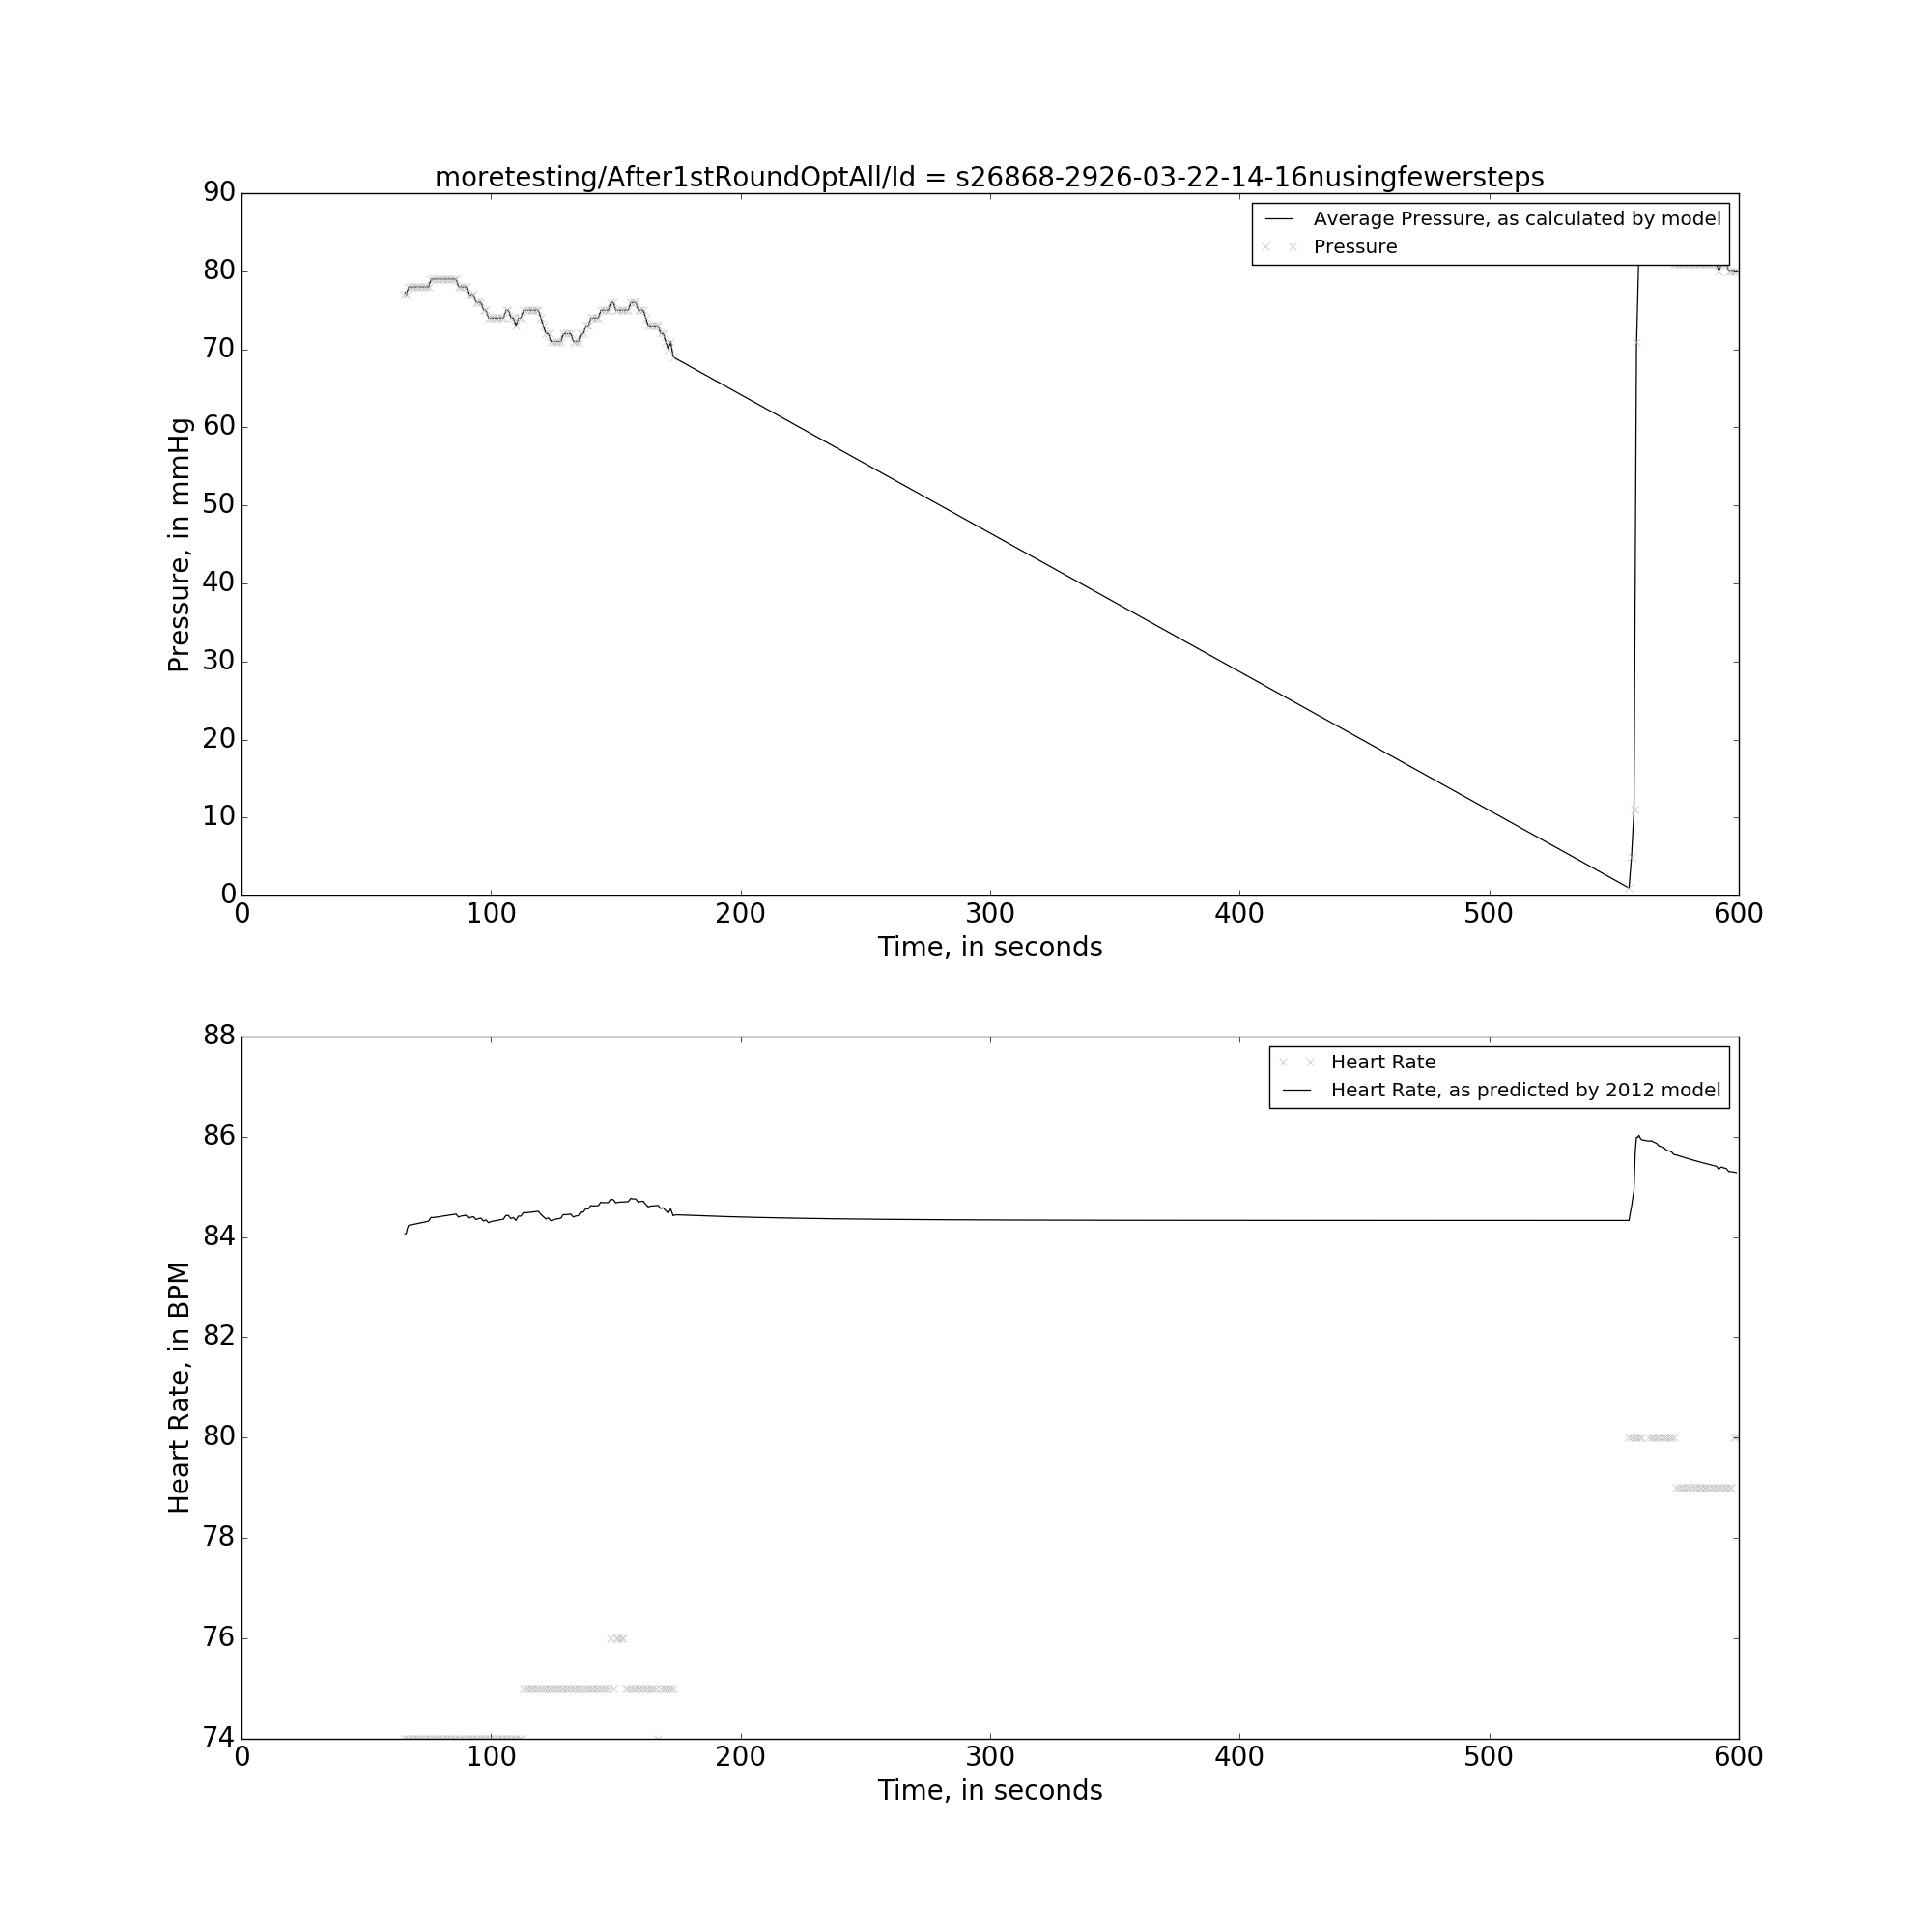 moretesting/After1stRoundOptAll/Id = s26868-2926-03-22-14-16nusingfewersteps
90
80
70
60
50
40
30
20
10
0
Pressure, in mmHg
Average Pressure, as calculated by model
Pressure
0 100 200 300 400 500 600
Time, in seconds
88
86
84
82
80
78
76
74
Heart Rate, in BPM
Heart Rate
Heart Rate, as predicted by 2012 model
0 100 200 300 400 500 600
Time, in seconds